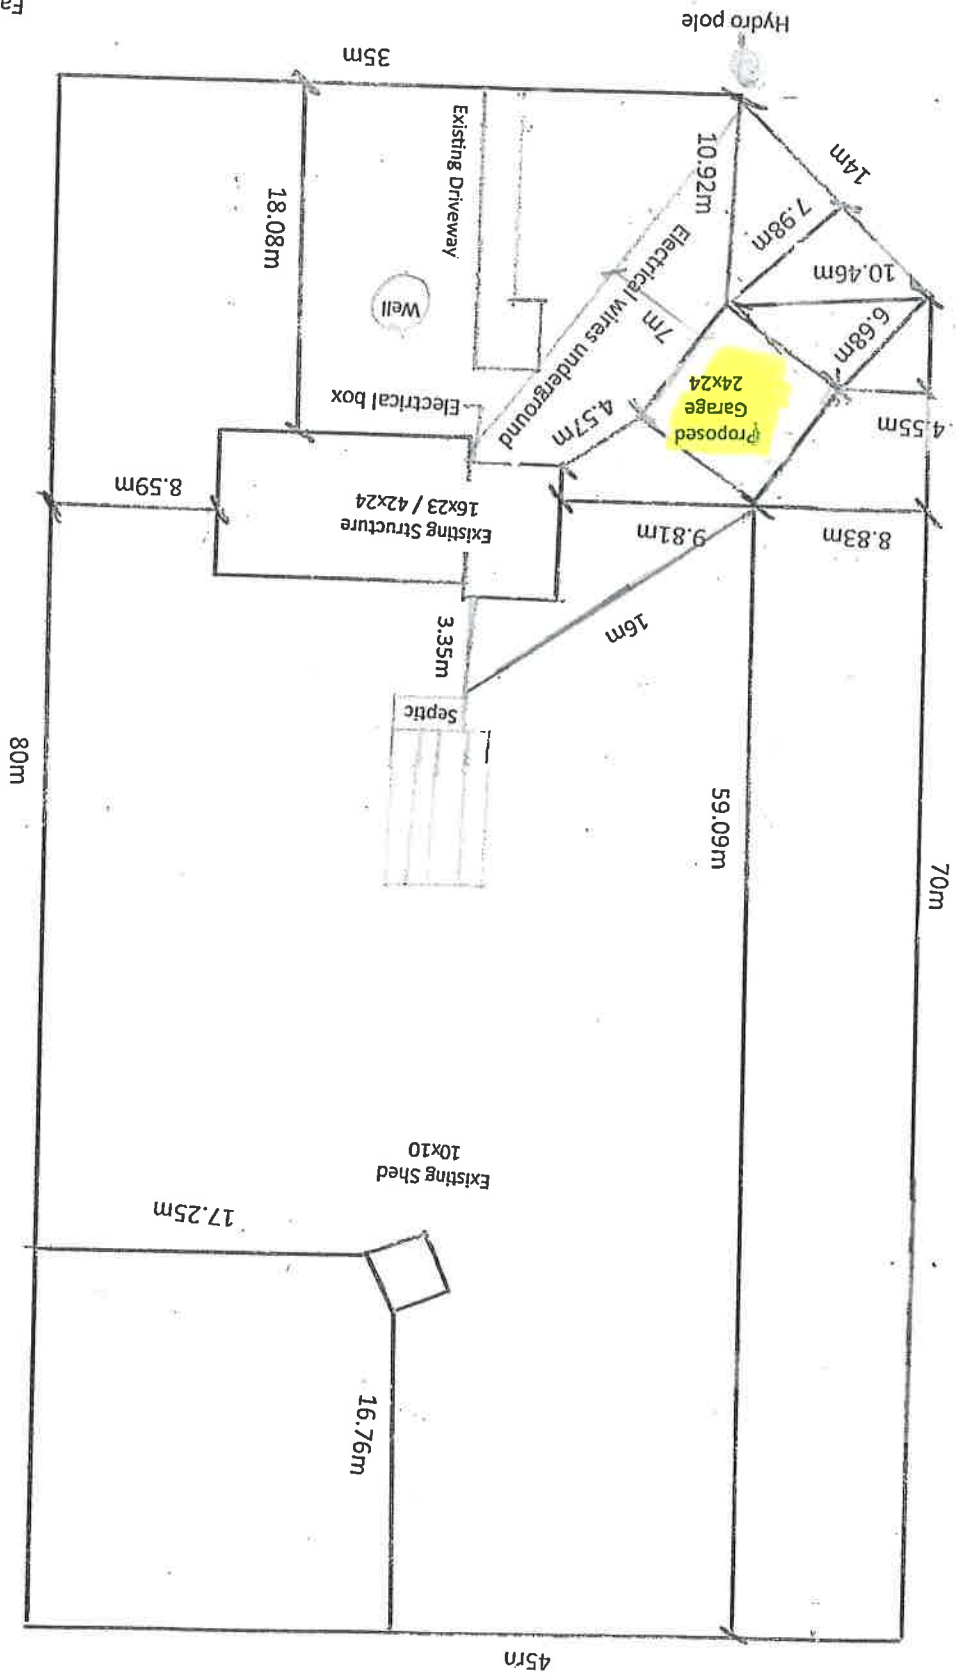 Fa
Hydro pole
35m
14m
10.92m
7.98m
10.46m
6.68m
4.55m
Existing Driveway
18.08m
Well
Electrical wires underground
7m
Proposed
Garage
24x24
4.57m
Electrical box
8.59m
Existing Structure
16x23 / 42x24
9.81m
8.83m
16m
3.35m
Septic
80m
59.09m
70m
Existing Shed
10x10
17.25m
16.76m
45m